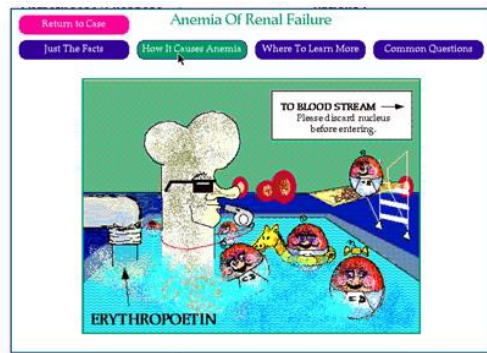 Anemia Of Renal Failure
Return to Case
Just The Facts
How It Causes Anemia
Where To Learn More
Common Questions
TO BLOOD STREAM
Please discard nucleus
before entering.
ERYTHROPOETIN